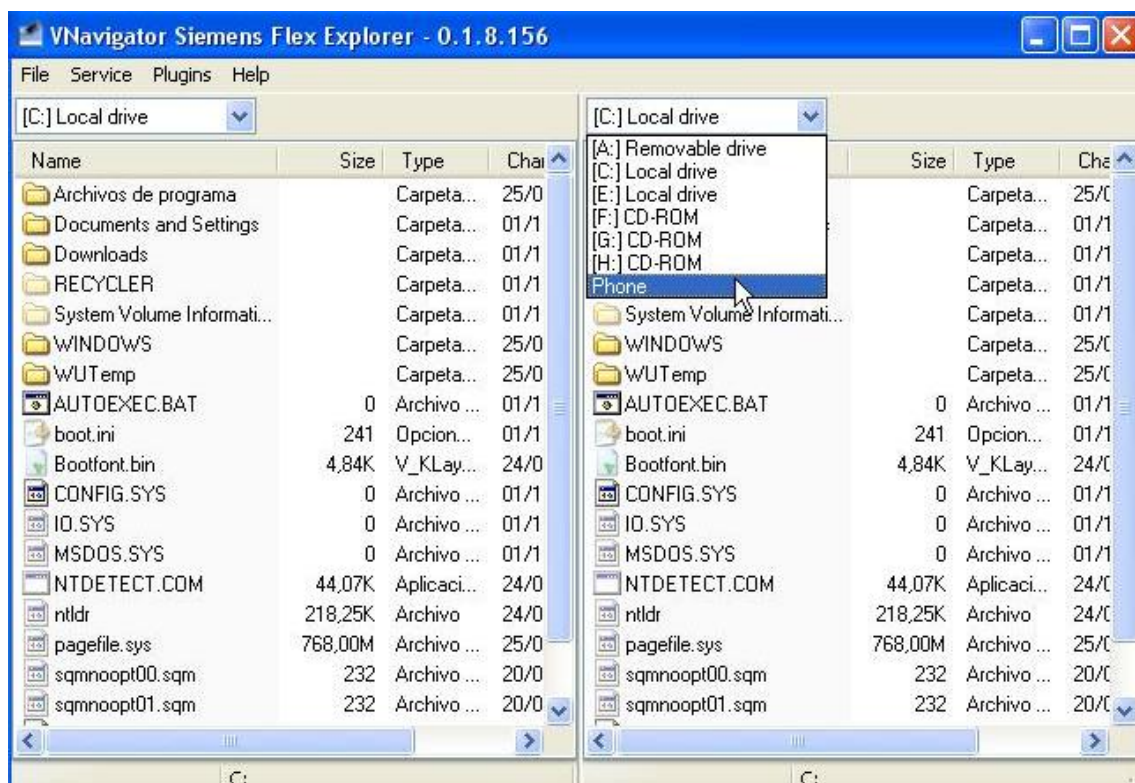 VNavigator Siemens Flex Explorer - 0.1.8.156
File Service Plugins Help
[C:] Local drive
Name Size Type Char
Archivos de programa Carpeta... 25/0
Documents and Settings Carpeta... 01/1
Downloads Carpeta... 01/1
RECYCLER Carpeta... 01/1
System Volume Informati... Carpeta... 01/1
WINDOWS Carpeta... 25/0
WUTemp Carpeta... 25/0
AUTOEXEC.BAT 0 Archivo ... 01/1
boot.ini 241 Opcion... 01/1
Bootfont.bin 4,84K V_KLay... 24/0
CONFIG.SYS 0 Archivo ... 01/1
IO.SYS 0 Archivo ... 01/1
MSDOS.SYS 0 Archivo ... 01/1
NTDETECT.COM 44,07K Aplicaci... 24/0
ntldr 218,25K Archivo 24/0
pagefile.sys 768,00M Archivo ... 25/0
sqmnoopt00.sqm 232 Archivo ... 20/0
sqmnoopt01.sqm 232 Archivo ... 20/0
C:
[C:] Local drive
[A:] Removable drive
[C:] Local drive
[E:] Local drive
[F:] CD-ROM
[G:] CD-ROM
[H:] CD-ROM
Phone
Size Type Cha
Carpeta... 25/0
Carpeta... 01/1
Carpeta... 01/1
Carpeta... 01/1
System Volume Informati... Carpeta... 01/1
WINDOWS Carpeta... 25/0
WUTemp Carpeta... 25/0
AUTOEXEC.BAT 0 Archivo ... 01/1
boot.ini 241 Opcion... 01/1
Bootfont.bin 4,84K V_KLay... 24/0
CONFIG.SYS 0 Archivo ... 01/1
IO.SYS 0 Archivo ... 01/1
MSDOS.SYS 0 Archivo ... 01/1
NTDETECT.COM 44,07K Aplicaci... 24/0
ntldr 218,25K Archivo 24/0
pagefile.sys 768,00M Archivo ... 25/0
sqmnoopt00.sqm 232 Archivo ... 20/0
sqmnoopt01.sqm 232 Archivo ... 20/0
C: